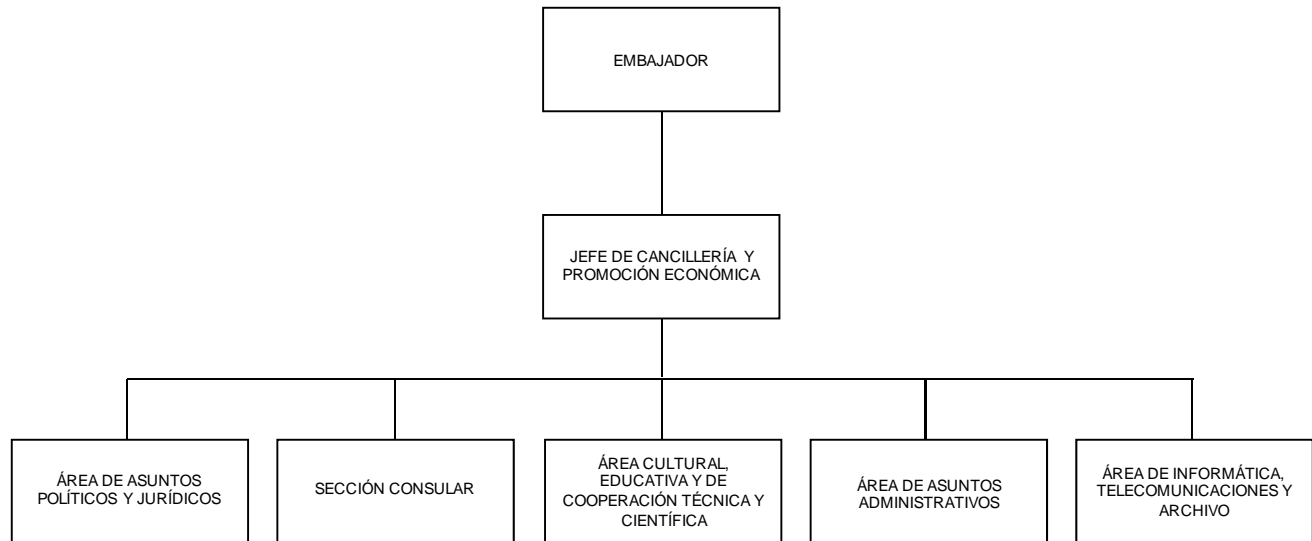 EMBAJADOR
JEFE DE CANCILLERÍA Y
PROMOCIÓN ECONÓMICA
ÁREA DE ASUNTOS
POLÍTICOS Y JURÍDICOS
SECCIÓN CONSULAR
ÁREA CULTURAL,
EDUCATIVA Y DE
COOPERACIÓN TÉCNICA Y
CIENTÍFICA
ÁREA DE ASUNTOS
ADMINISTRATIVOS
ÁREA DE INFORMÁTICA,
TELECOMUNICACIONES Y
ARCHIVO